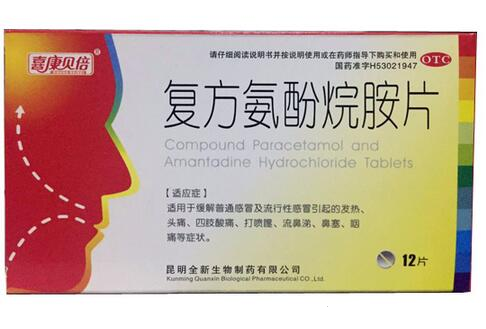 喜康贝倍®
请仔细阅读说明书并按说明使用或在药师指导下购买和使用
国药准字H53021947
OTC
复方氨酚烷胺片
Compound Paracetamol and
Amantadine Hydrochloride Tablets
【适应症】
适用于缓解普通感冒及流行性感冒引起的发热、
头痛、四肢酸痛、打喷嚏、流鼻涕、鼻塞、咽
痛等症状。
12片
昆明全新生物制药有限公司
Kunming Quanxin Biological Pharmaceutical CO.,Ltd.